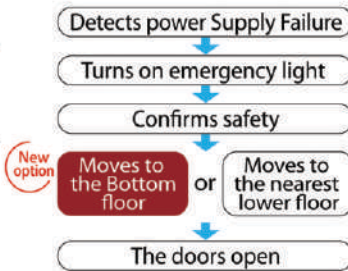 Detects power Supply Failure
Turns on emergency light
Confirms safety
New
option
Moves to
the Bottom
floor
or
Moves to
the nearest
lower floor
The doors open